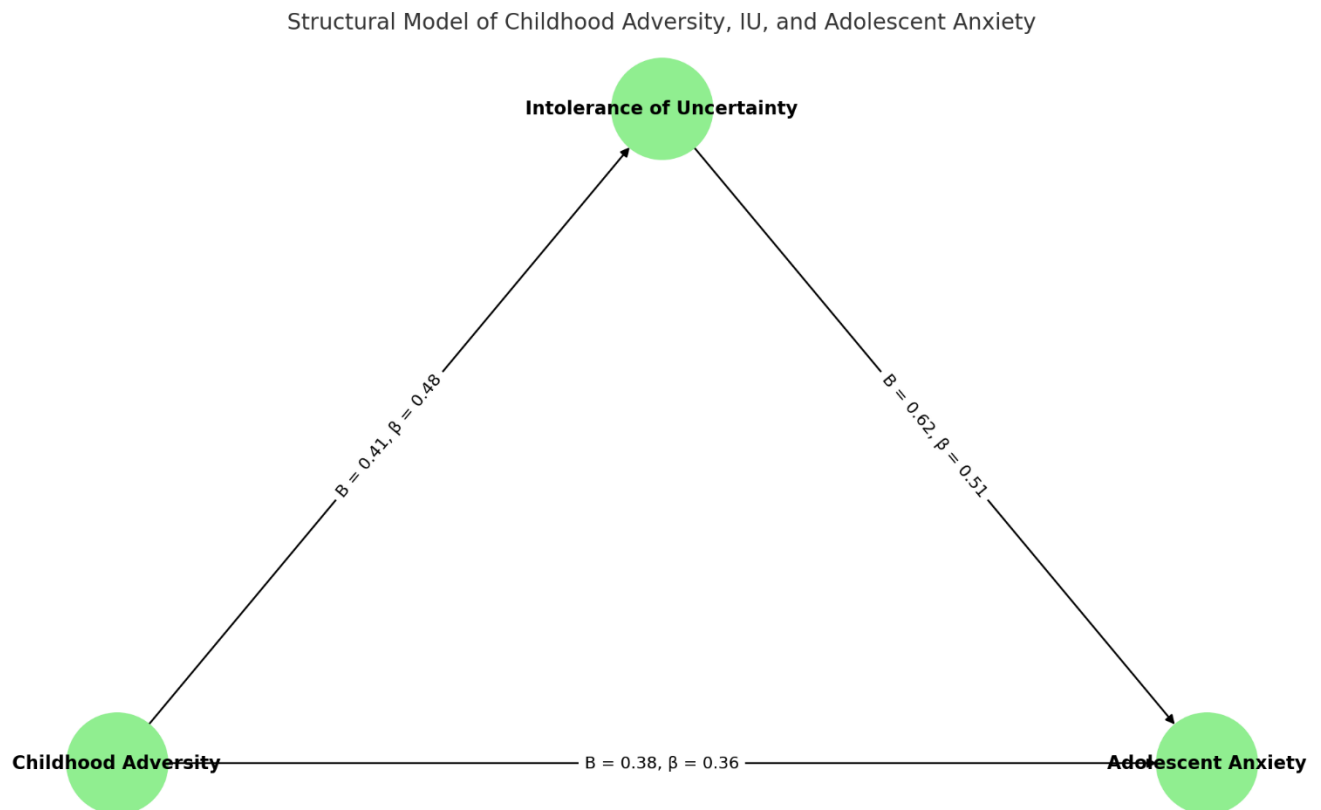 Structural Model of Childhood Adversity, IU, and Adolescent Anxiety
Intolerance of Uncertainty
B = 0.41, β = 0.48
B = 0.62, β = 0.51
Childhood Adversity
B = 0.38, β = 0.36
Adolescent Anxiety